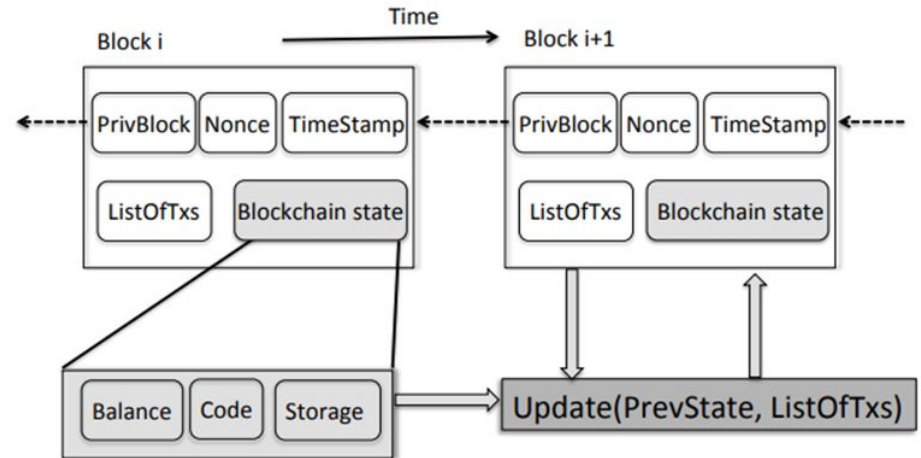 Time
Block i
Block i+1
PrivBlock Nonce TimeStamp
PrivBlock Nonce TimeStamp
ListOfTxs Blockchain state
ListOfTxs Blockchain state
Balance Code Storage
Update(PrevState, ListOfTxs)